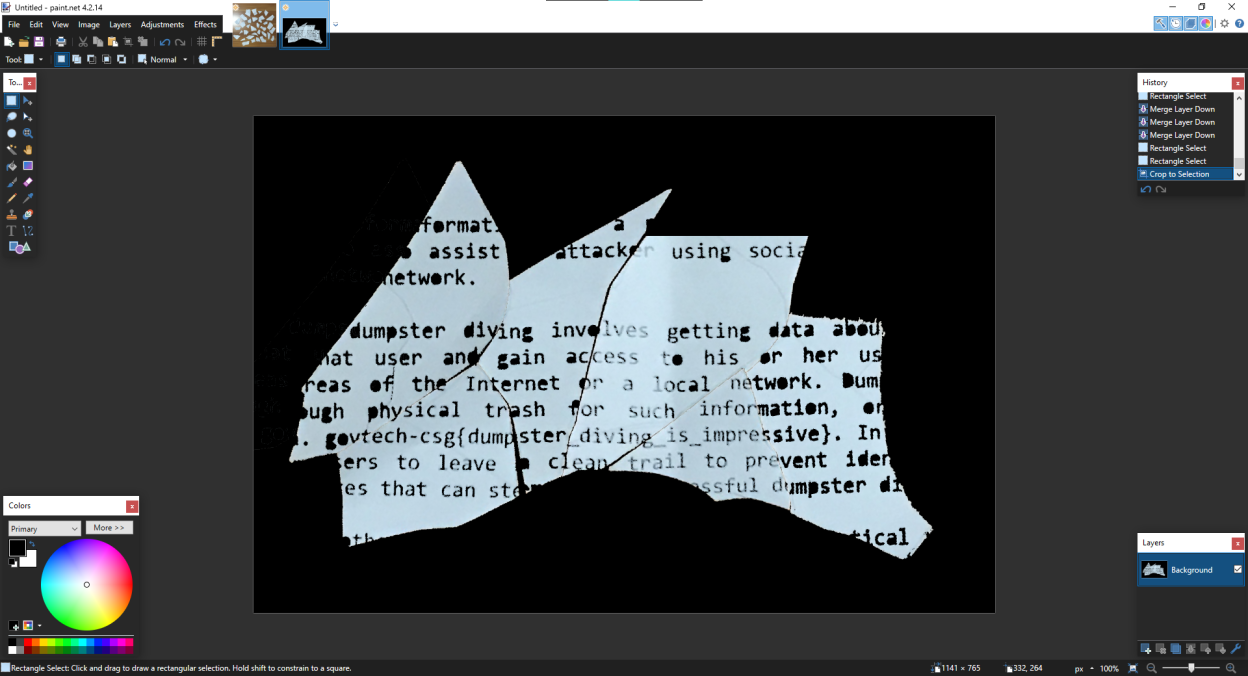 Untitled - paint.net 4.2.14
File Edit View Image Layers Adjustments Effects
Tool: Normal
To...
format a
assist attacker using socia
network.
dumpster diving involves getting data abou
hat user and gain access to his or her us
reas of the Internet or a local network. Dum
ough physical trash for such information, or
. govtech-csg{dumpster_diving_is_impressive}. In
sers to leave a clean trail to prevent iden
es that can ste ssful dumpster di
oth tical
History
Rectangle Select
Merge Layer Down
Merge Layer Down
Merge Layer Down
Rectangle Select
Rectangle Select
Crop to Selection
Colors
Primary More >>
Layers
Background
Rectangle Select: Click and drag to draw a rectangular selection. Hold shift to constrain to a square.
1141 × 765 332, 264 px 100%